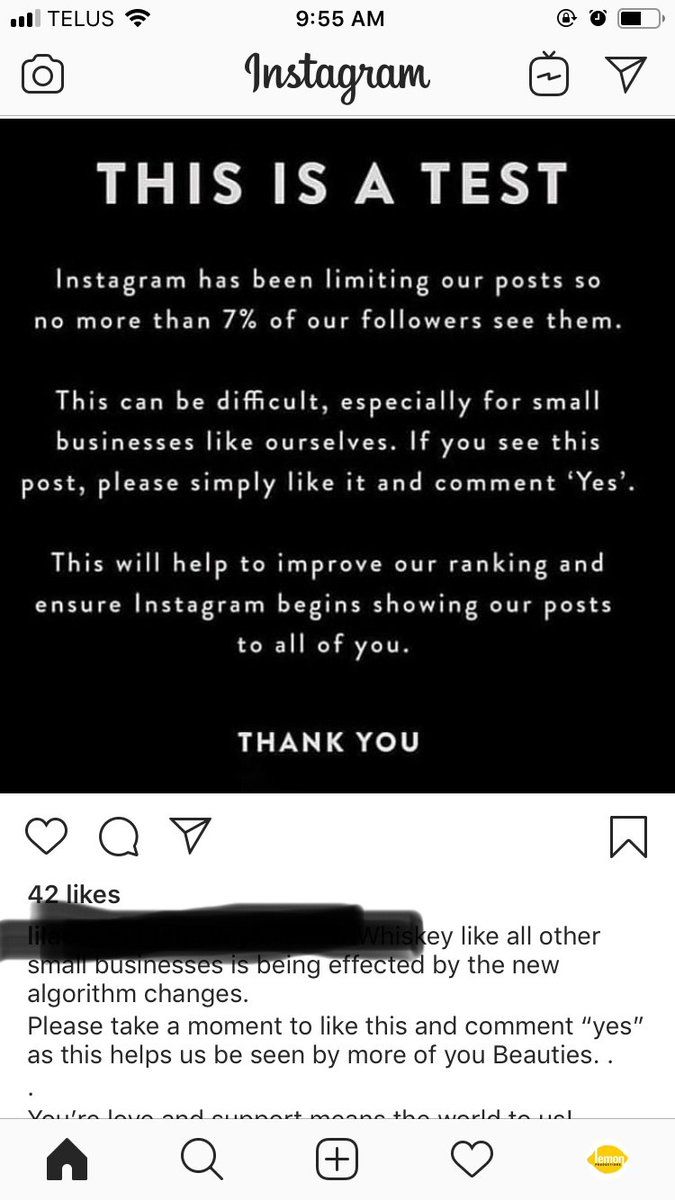 TELUS
9:55 AM
Instagram
THIS IS A TEST
Instagram has been limiting our posts so
no more than 7% of our followers see them.
This can be difficult, especially for small
businesses like ourselves. If you see this
post, please simply like it and comment ‘Yes’.
This will help to improve our ranking and
ensure Instagram begins showing our posts
to all of you.
THANK YOU
42 likes
Whiskey like all other
small businesses is being effected by the new
algorithm changes.
Please take a moment to like this and comment “yes”
as this helps us be seen by more of you Beauties. .
.
You’re love and support means the world to us!
lemon